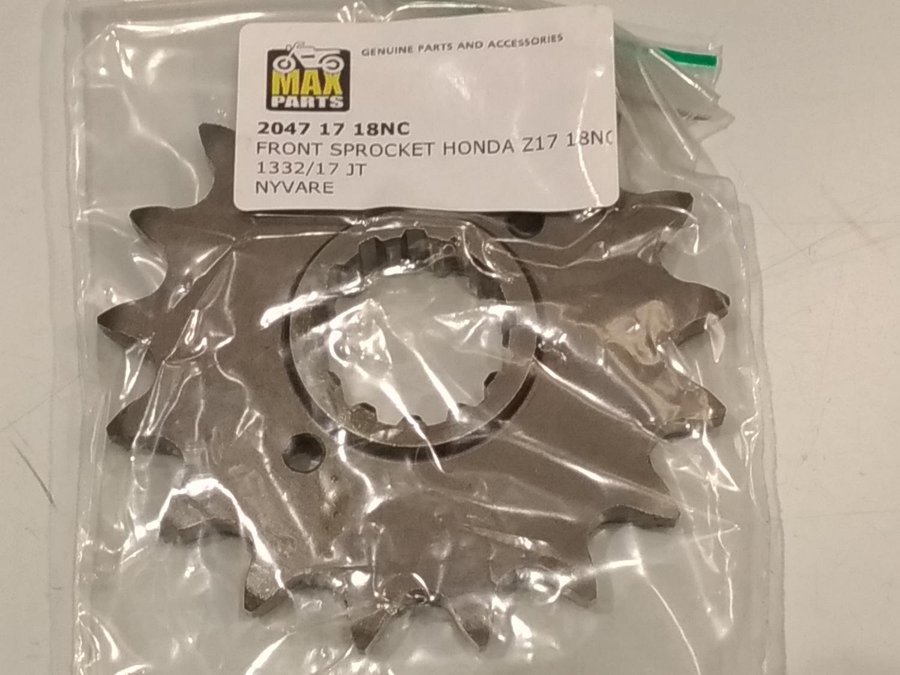 GENUINE PARTS AND ACCESSORIES
MAX
PARTS
2047 17 18NC
FRONT SPROCKET HONDA Z17 18NC
1332/17 JT
NYVARE